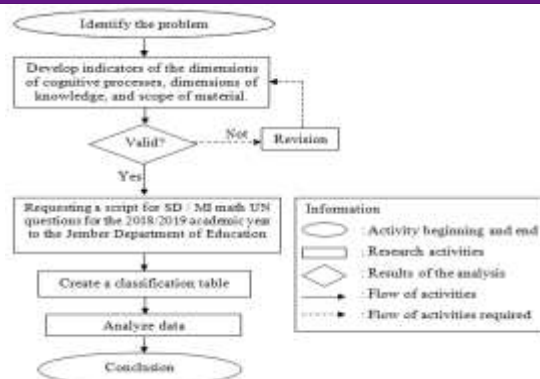 Identify the problem
Develop indicators of the dimensions
of cognitive processes, dimensions of
knowledge, and scope of material.
Valid?
Not
Revision
Yes
Requesting a script for SD / MI math UN
questions for the 2018/2019 academic year
to the Jember Department of Education
Create a classification table
Analyze data
Conclusion
Information
: Activity beginning and end
: Research activities
: Results of the analysis
: Flow of activities
: Flow of activities required